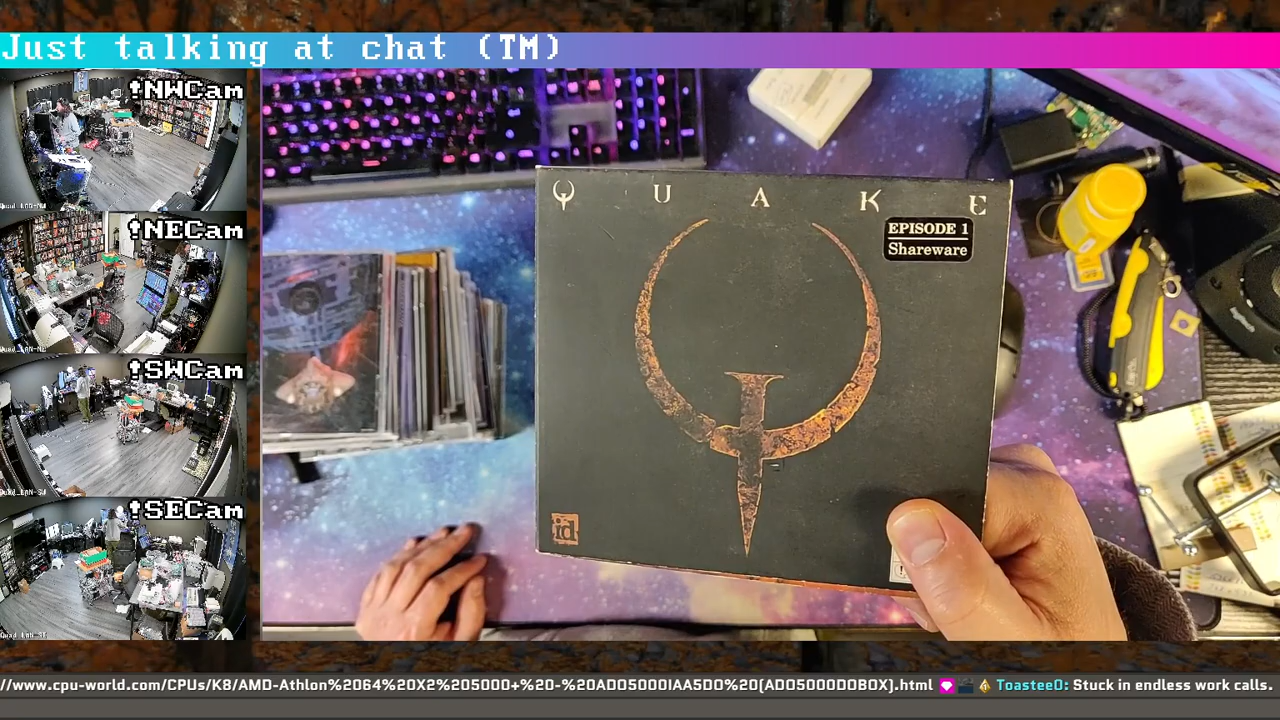 Just talking at chat (TM)
!NWCam
!NECam
!SWCam
!SECam
Q U A K E
EPISODE 1
Shareware
id
//www.cpu-world.com/CPUs/K8/AMD-Athlon%2064%20X2%205000+%20-%20ADO5000IAA5DO%20(ADO5000DOBOX).html ToasteeO: Stuck in endless work calls.